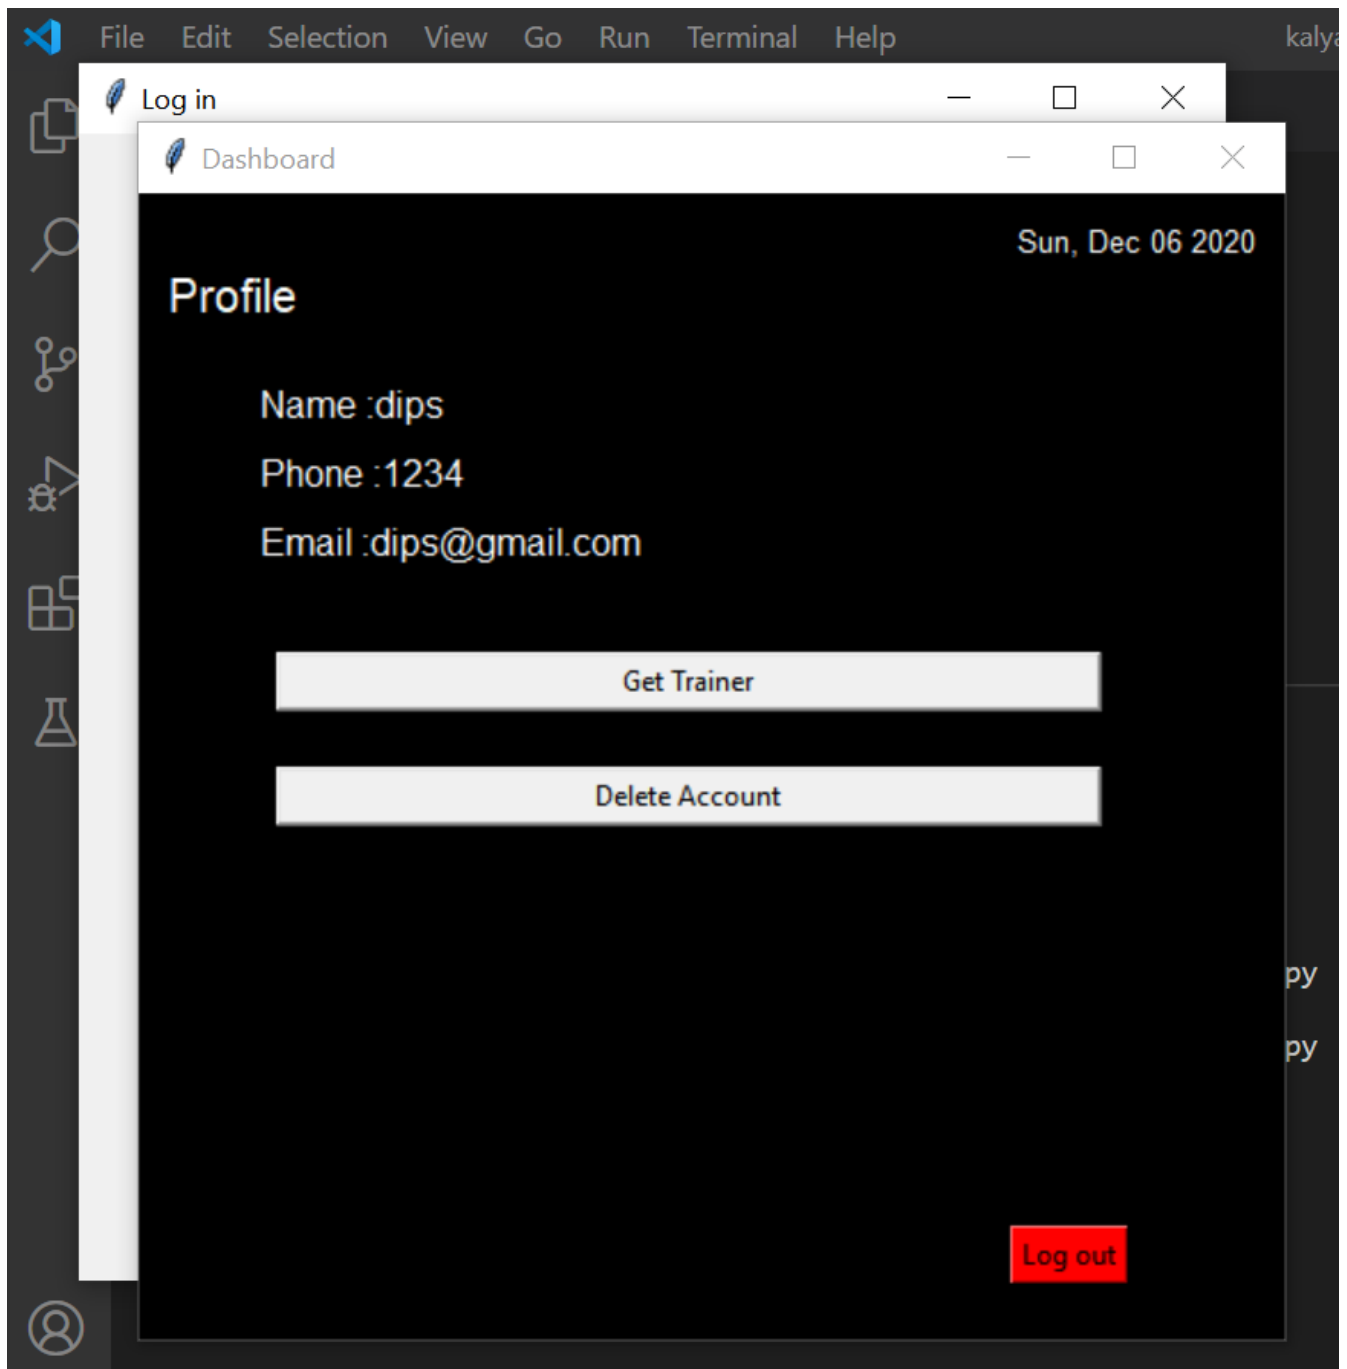 File Edit Selection View Go Run Terminal Help kalya
Log in
Dashboard
Sun, Dec 06 2020
Profile
Name :dips
Phone :1234
Email :dips@gmail.com
Get Trainer
Delete Account
py
py
Log out